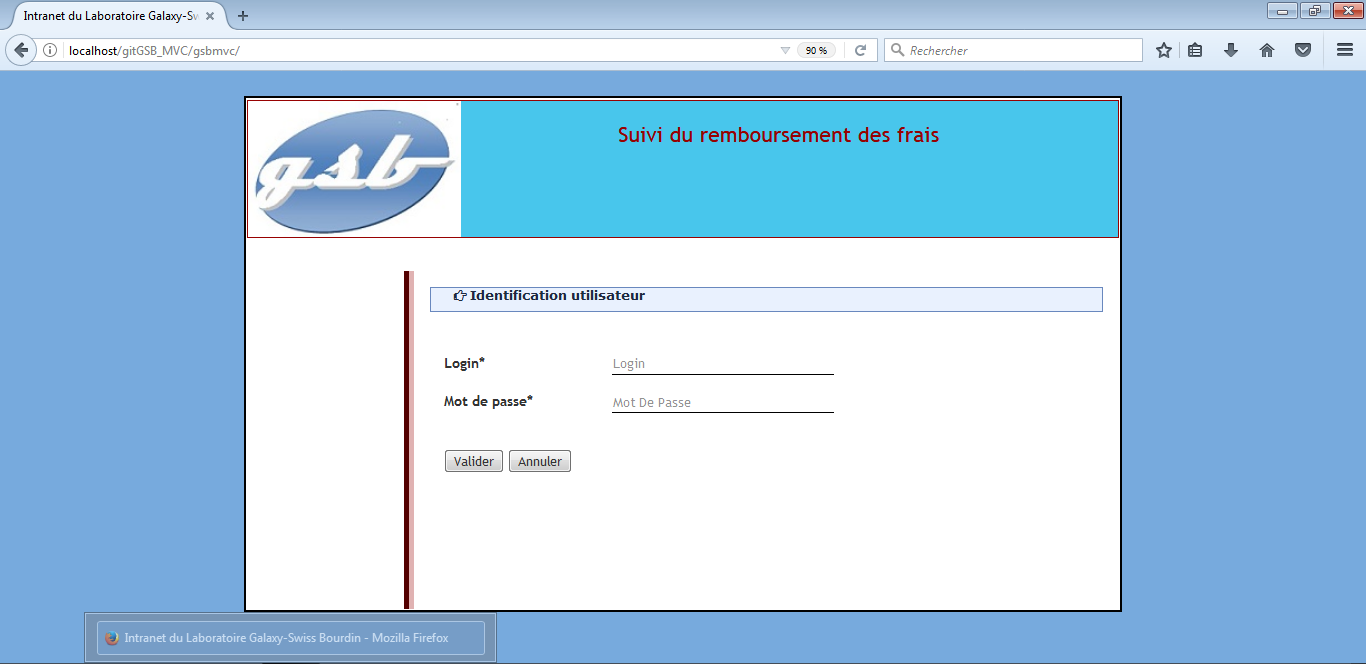 Intranet du Laboratoire Galaxy-Sv
localhost/gitGSB_MVC/gsbmvc/
90 %
Rechercher
gsb
Suivi du remboursement des frais
Identification utilisateur
Login*
Login
Mot de passe*
Mot De Passe
Valider
Annuler
Intranet du Laboratoire Galaxy-Swiss Bourdin - Mozilla Firefox